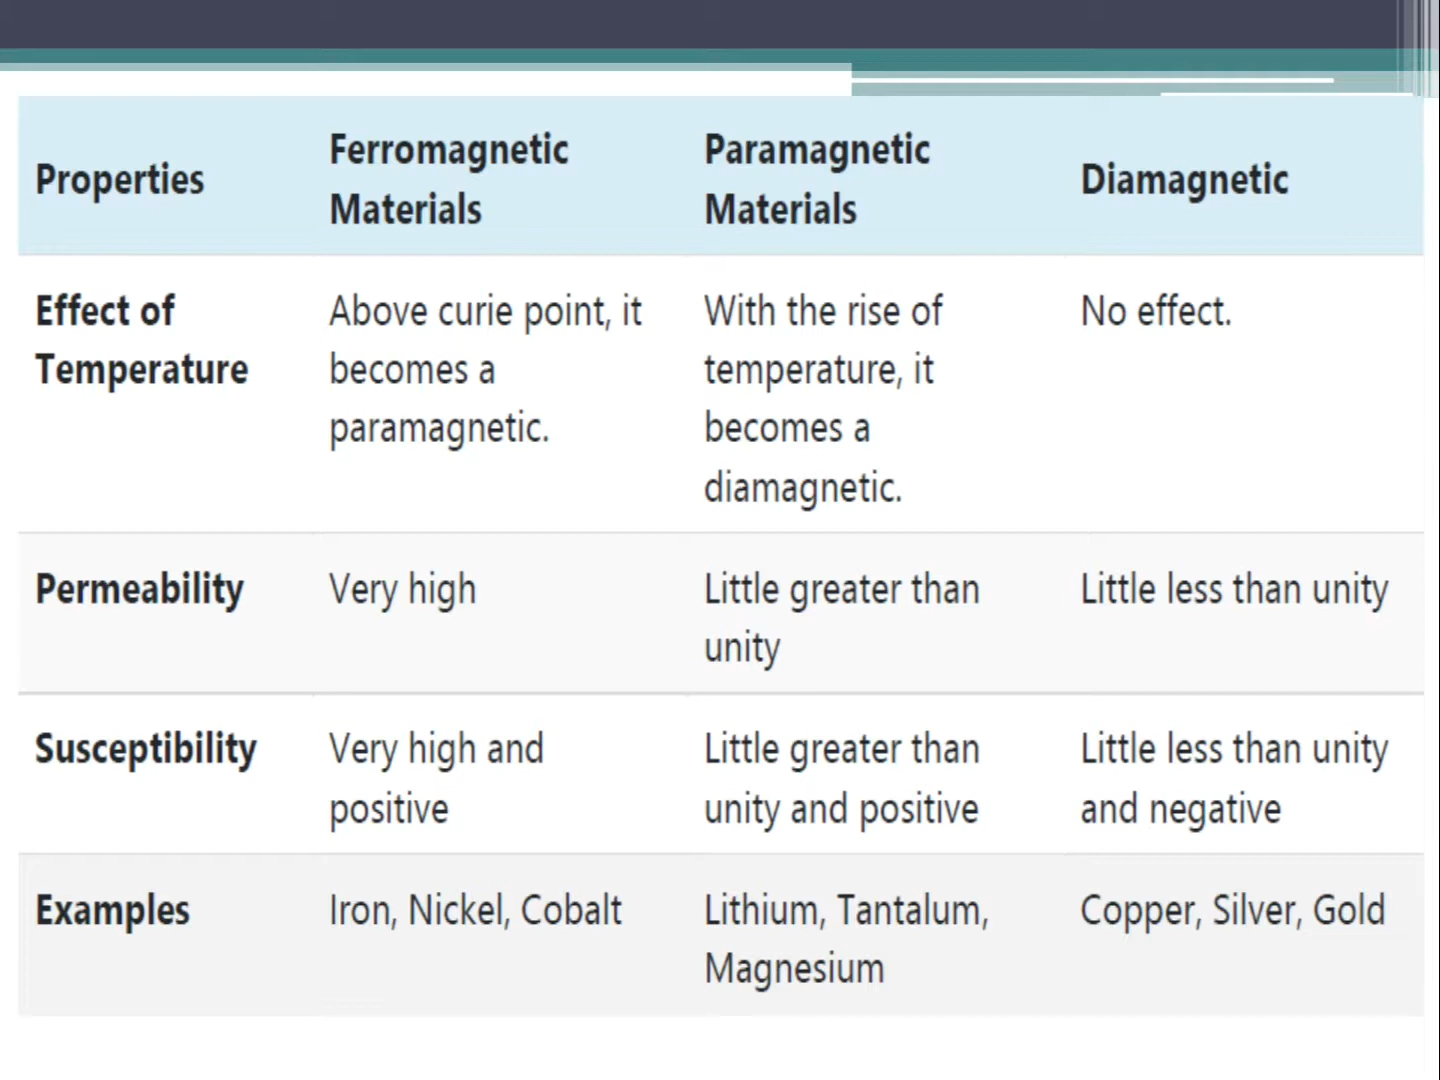 Properties
Ferromagnetic
Materials
Paramagnetic
Materials
Diamagnetic
Effect of
Temperature
Above curie point, it
becomes a
paramagnetic.
With the rise of
temperature, it
becomes a
diamagnetic.
No effect.
Permeability
Very high
Little greater than
unity
Little less than unity
Susceptibility
Very high and
positive
Little greater than
unity and positive
Little less than unity
and negative
Examples
Iron, Nickel, Cobalt
Lithium, Tantalum,
Magnesium
Copper, Silver, Gold